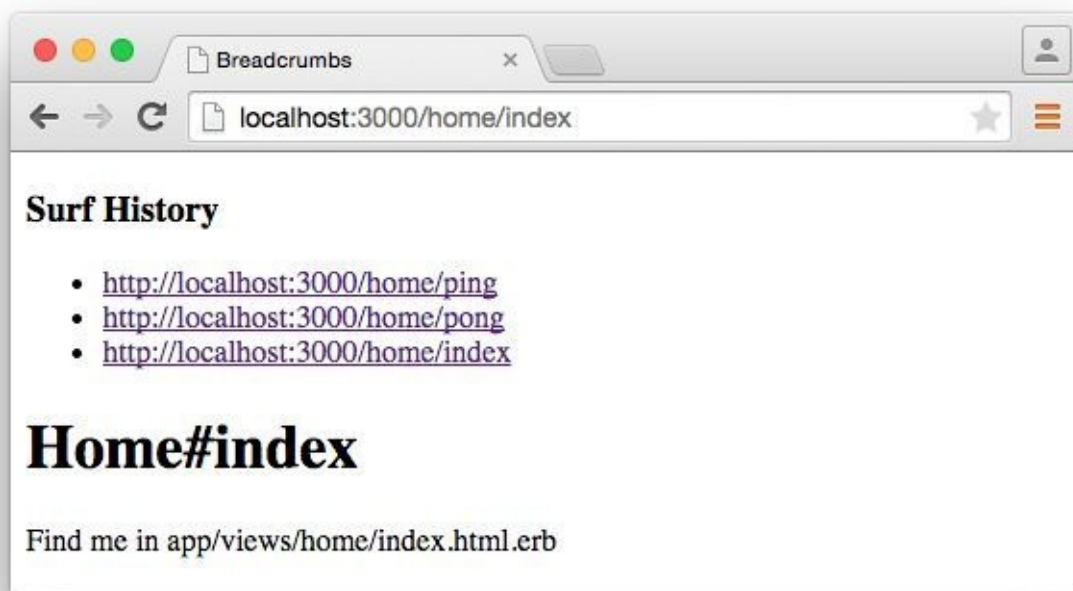 Breadcrumbs
localhost:3000/home/index
Surf History
http://localhost:3000/home/ping
http://localhost:3000/home/pong
http://localhost:3000/home/index
Home#index
Find me in app/views/home/index.html.erb